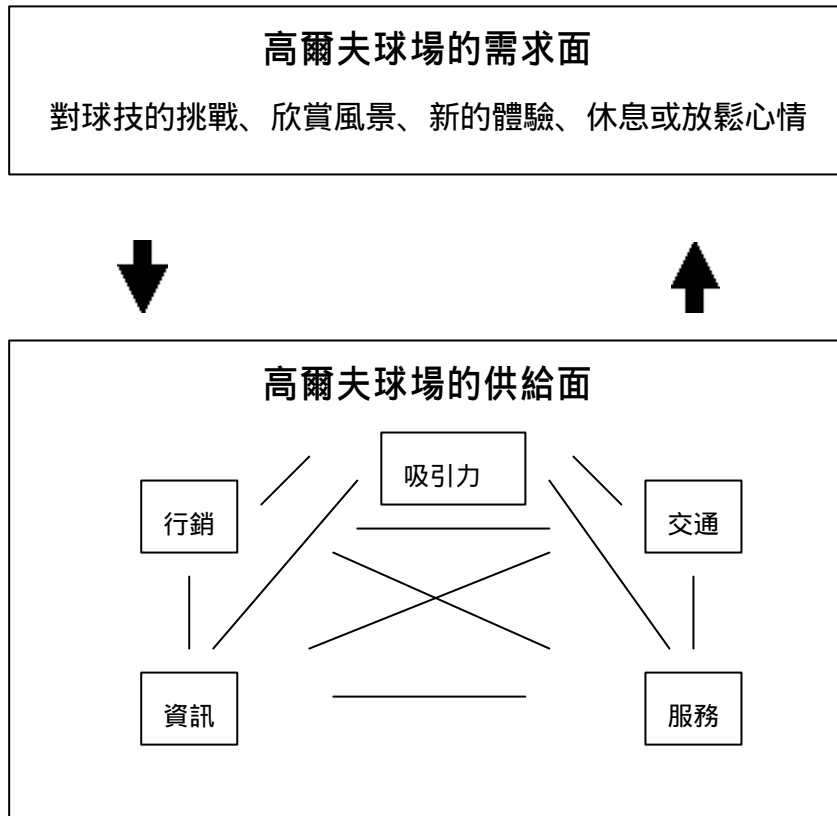 高爾夫球場的需求面
對球技的挑戰、欣賞風景、新的體驗、休息或放鬆心情
高爾夫球場的供給面
吸引力
行銷
交通
資訊
服務